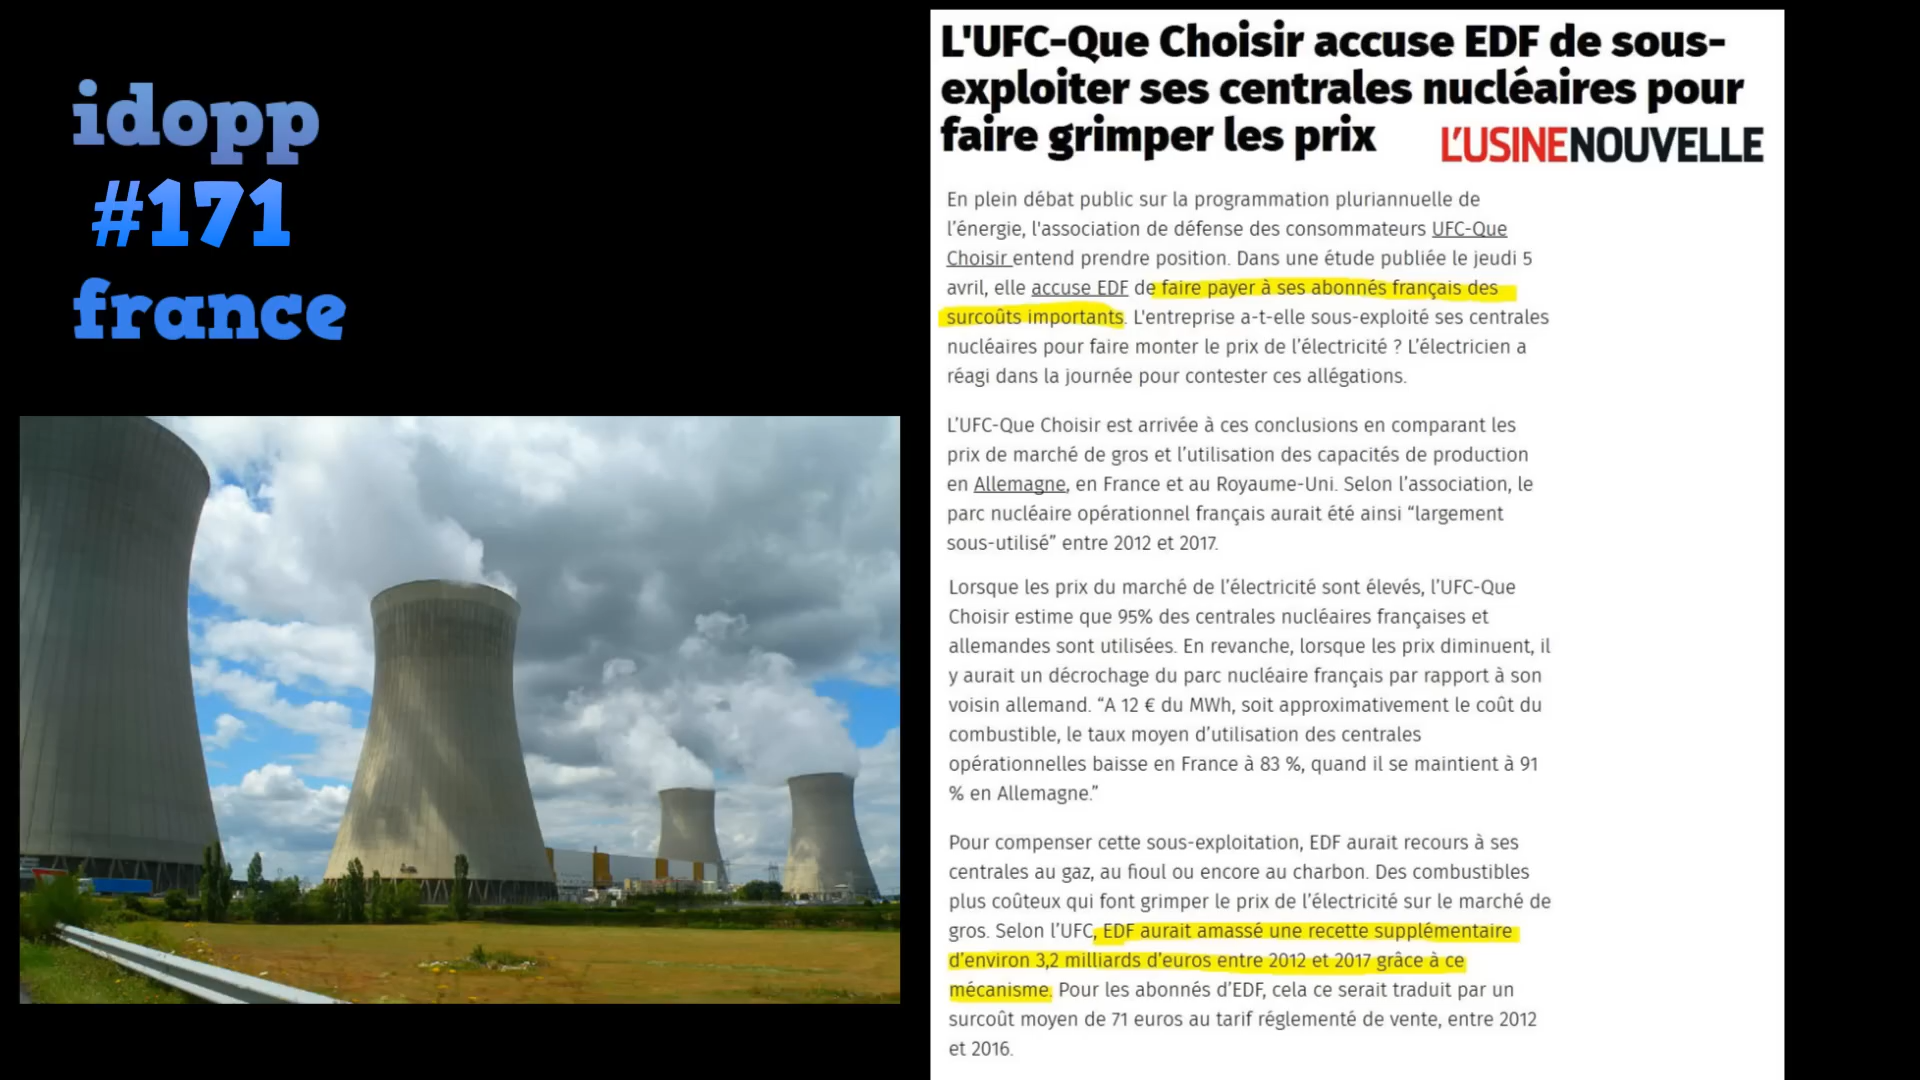 idopp
#171
france
L'UFC-Que Choisir accuse EDF de sous-
exploiter ses centrales nucléaires pour
faire grimper les prix
L'USINENOUVELLE
En plein débat public sur la programmation pluriannuelle de
l’énergie, l'association de défense des consommateurs UFC-Que
Choisir entend prendre position. Dans une étude publiée le jeudi 5
avril, elle accuse EDF de faire payer à ses abonnés français des
surcoûts importants. L'entreprise a-t-elle sous-exploité ses centrales
nucléaires pour faire monter le prix de l’électricité ? L’électricien a
réagi dans la journée pour contester ces allégations.
L’UFC-Que Choisir est arrivée à ces conclusions en comparant les
prix de marché de gros et l’utilisation des capacités de production
en Allemagne, en France et au Royaume-Uni. Selon l’association, le
parc nucléaire opérationnel français aurait été ainsi “largement
sous-utilisé” entre 2012 et 2017.
Lorsque les prix du marché de l’électricité sont élevés, l’UFC-Que
Choisir estime que 95% des centrales nucléaires françaises et
allemandes sont utilisées. En revanche, lorsque les prix diminuent, il
y aurait un décrochage du parc nucléaire français par rapport à son
voisin allemand. “A 12 € du MWh, soit approximativement le coût du
combustible, le taux moyen d’utilisation des centrales
opérationnelles baisse en France à 83 %, quand il se maintient à 91
% en Allemagne.”
Pour compenser cette sous-exploitation, EDF aurait recours à ses
centrales au gaz, au fioul ou encore au charbon. Des combustibles
plus coûteux qui font grimper le prix de l’électricité sur le marché de
gros. Selon l’UFC, EDF aurait amassé une recette supplémentaire
d’environ 3,2 milliards d’euros entre 2012 et 2017 grâce à ce
mécanisme. Pour les abonnés d’EDF, cela ce serait traduit par un
surcoût moyen de 71 euros au tarif réglementé de vente, entre 2012
et 2016.